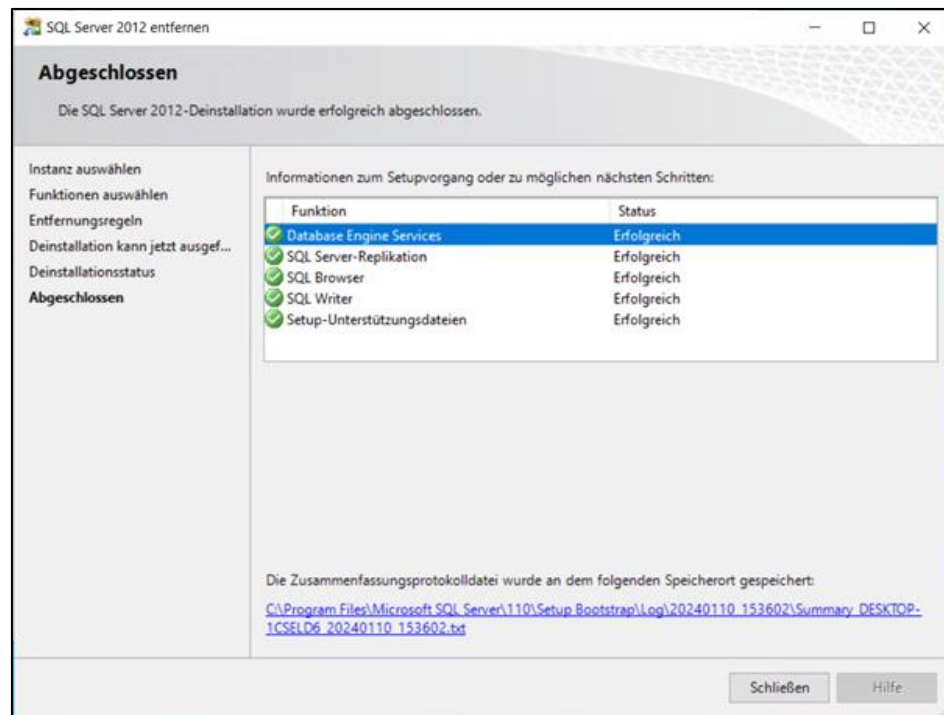 SQL Server 2012 entfernen
Abgeschlossen
Die SQL Server 2012-Deinstallation wurde erfolgreich abgeschlossen.
Instanz auswählen
Funktionen auswählen
Entfernungsregeln
Deinstallation kann jetzt ausgef...
Deinstallationsstatus
Abgeschlossen
Informationen zum Setupvorgang oder zu möglichen nächsten Schritten:
Funktion Status
Database Engine Services Erfolgreich
SQL Server-Replikation Erfolgreich
SQL Browser Erfolgreich
SQL Writer Erfolgreich
Setup-Unterstützungsdateien Erfolgreich
Die Zusammenfassungsprotokolldatei wurde an dem folgenden Speicherort gespeichert:
C:\Program Files\Microsoft SQL Server\110\Setup Bootstrap\Log\20240110_153602\Summary_DESKTOP-
1CSELD6_20240110_153602.txt
Schließen Hilfe